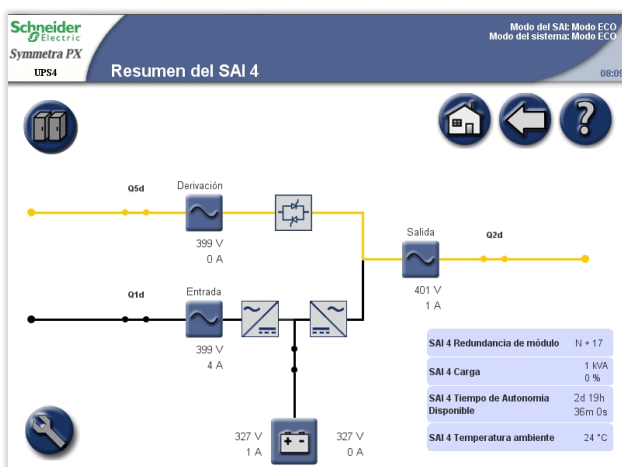 Schneider
Electric
Symmetra PX
UPS4
Resumen del SAI 4
Modo del SAI: Modo ECO
Modo del sistema: Modo ECO
08:09
Q5d
Derivación
399 V
0 A
Salida
Q2d
401 V
1 A
Q1d
Entrada
399 V
4 A
SAI 4 Redundancia de módulo N + 17
SAI 4 Carga 1 kVA
0 %
SAI 4 Tiempo de Autonomia Disponible 2d 19h
36m 0s
SAI 4 Temperatura ambiente 24 °C
327 V
1 A
327 V
0 A